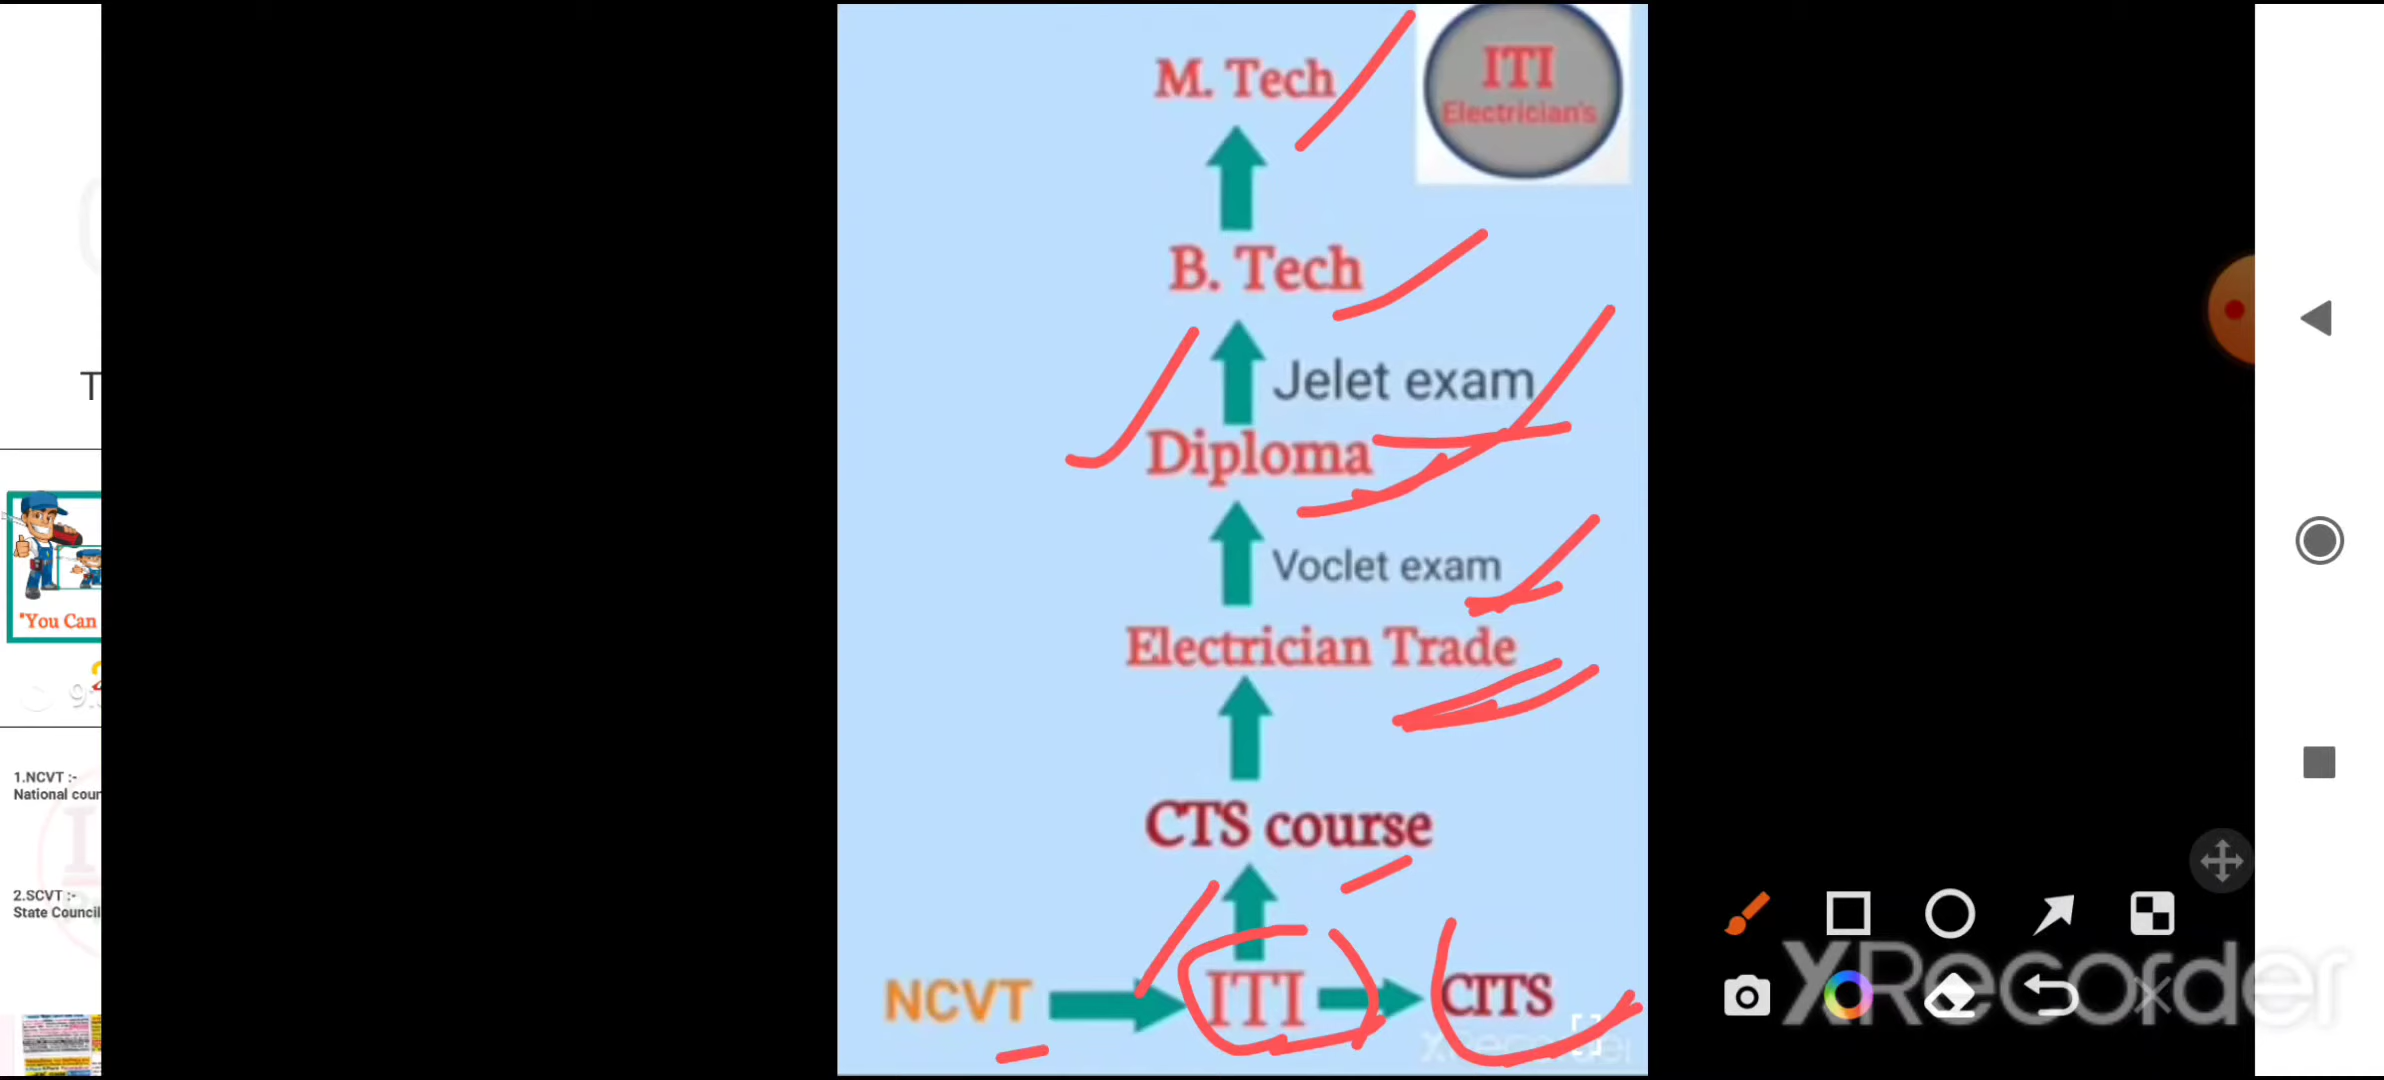 M. Tech
ITI
Electrician's
B. Tech
Jelet exam
Diploma
Voclet exam
Electrician Trade
CTS course
NCVT
ITI
CITS
T
"You Can
1.NCVT :-
National
2.SCVT :-
State Council
XRecorder
XRecorder